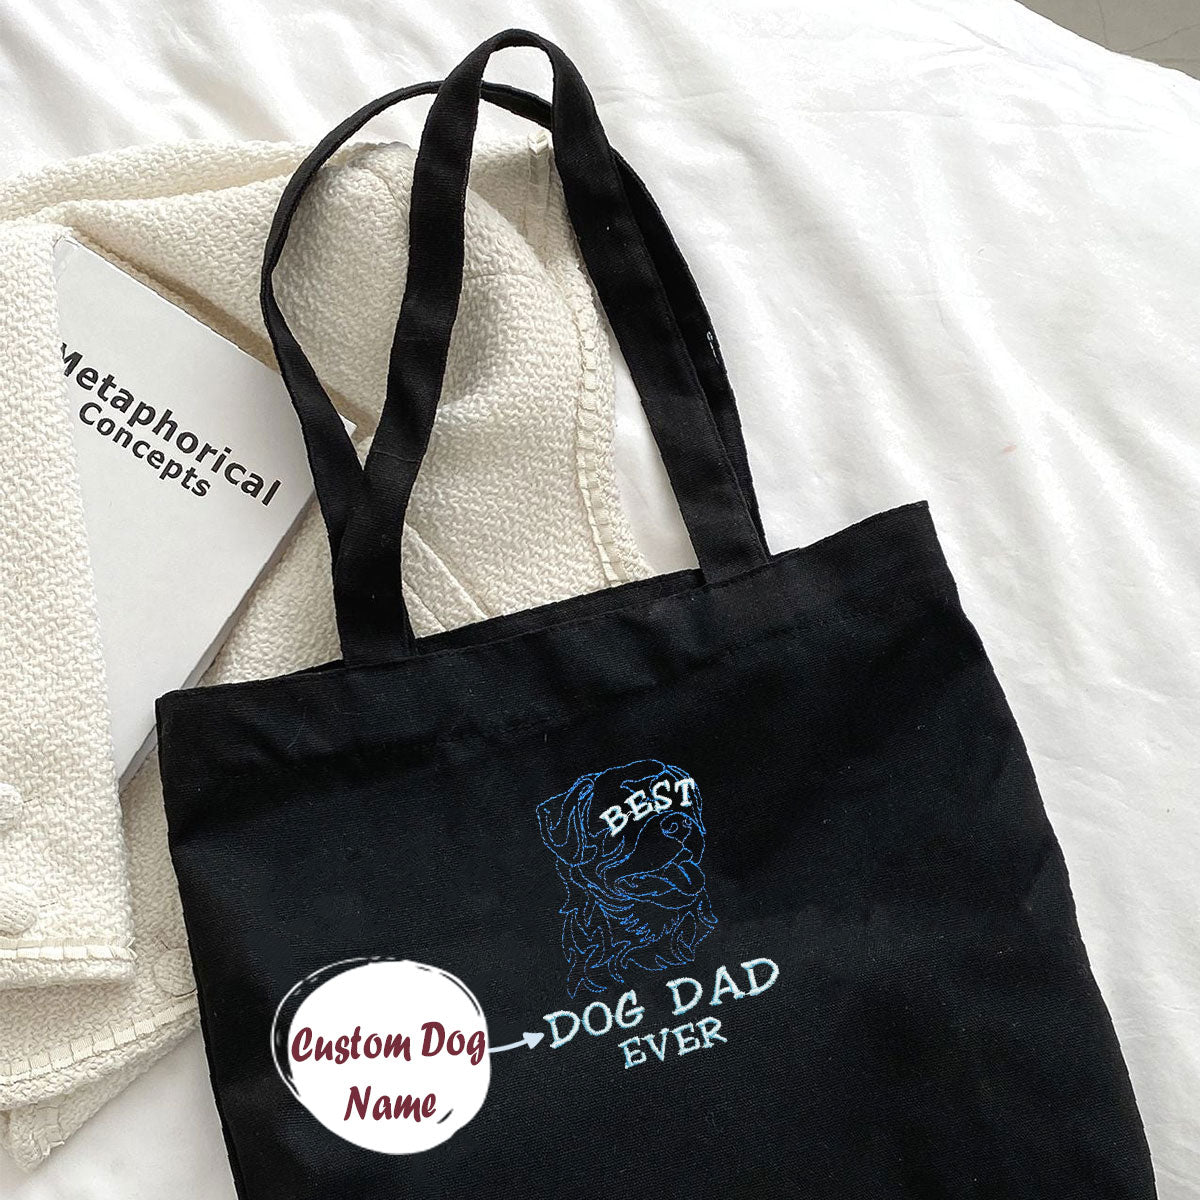 Metaphorical
Concepts
BEST
DOG DAD
EVER
Custom Dog
Name